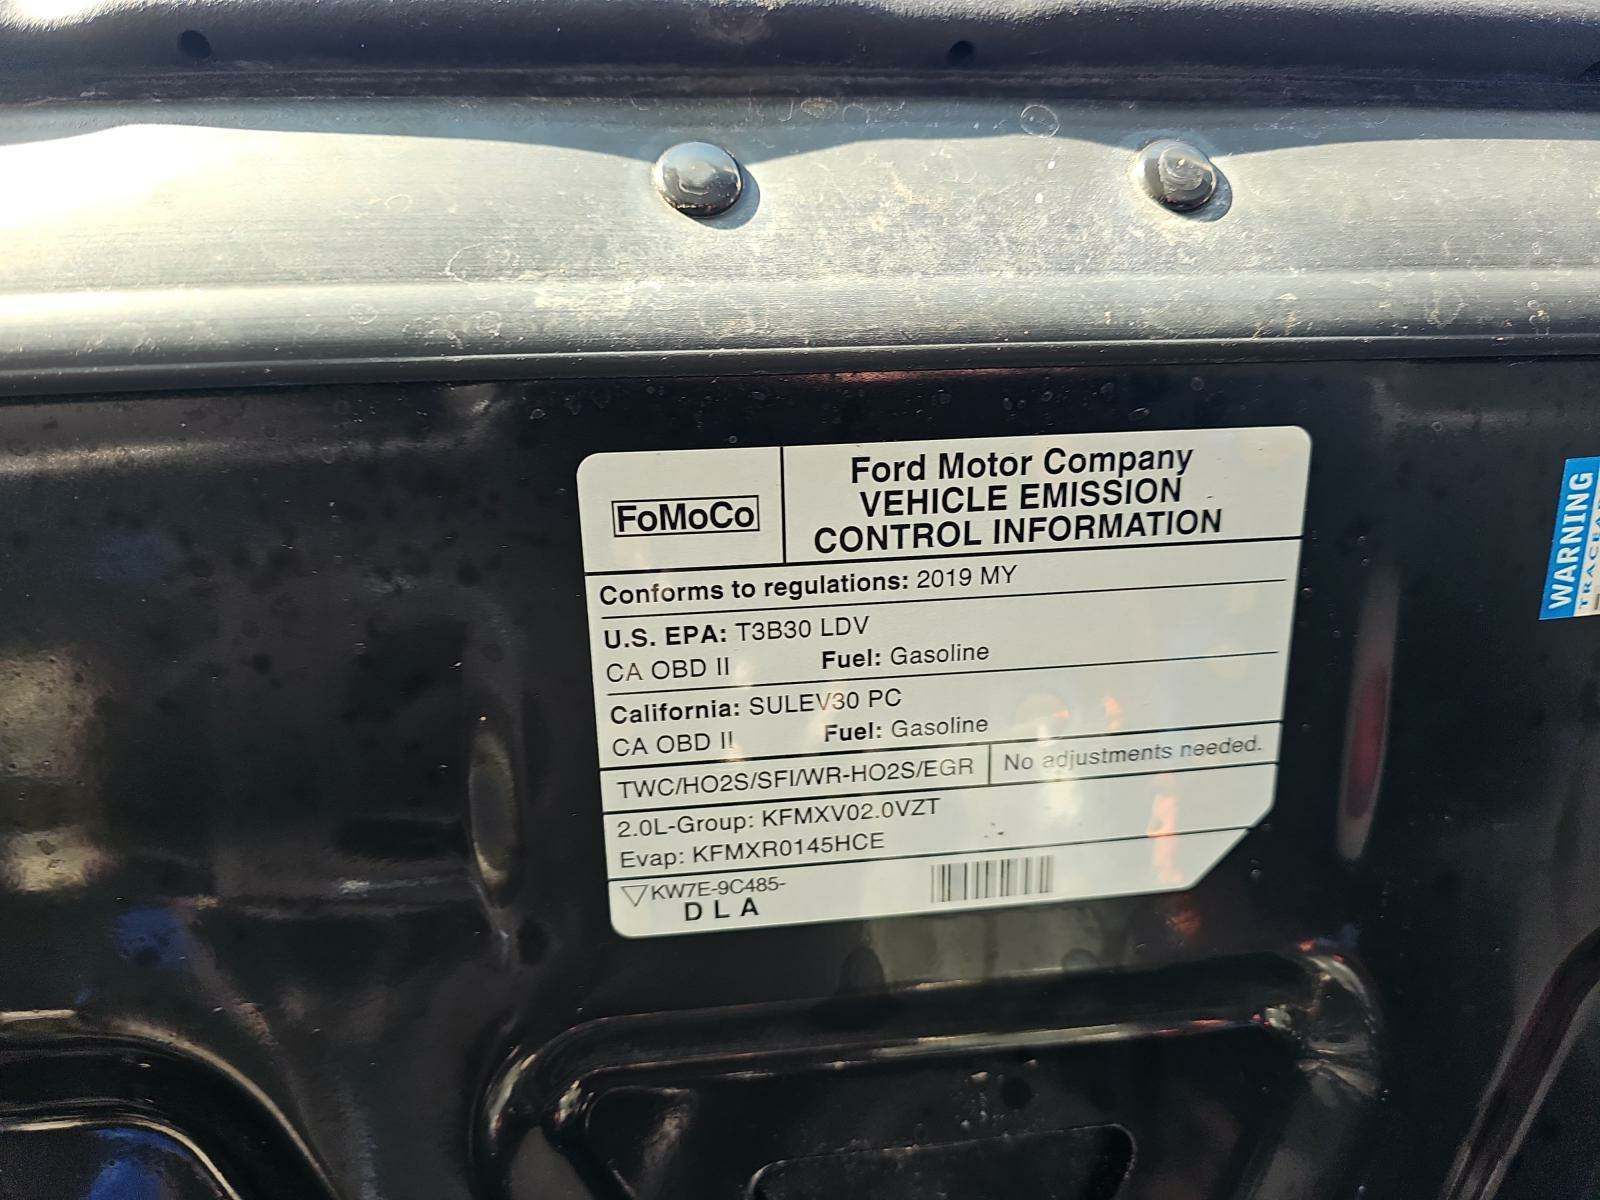 FoMoCo
Ford Motor Company
VEHICLE EMISSION
CONTROL INFORMATION
Conforms to regulations: 2019 MY
U.S. EPA: T3B30 LDV
CA OBD II Fuel: Gasoline
California: SULEV30 PC
CA OBD II Fuel: Gasoline
TWC/HO2S/SFI/WR-HO2S/EGR No adjustments needed.
2.0L-Group: KFMXV02.0VZT
Evap: KFMXR0145HCE
KW7E-9C485-
D L A
WARNING